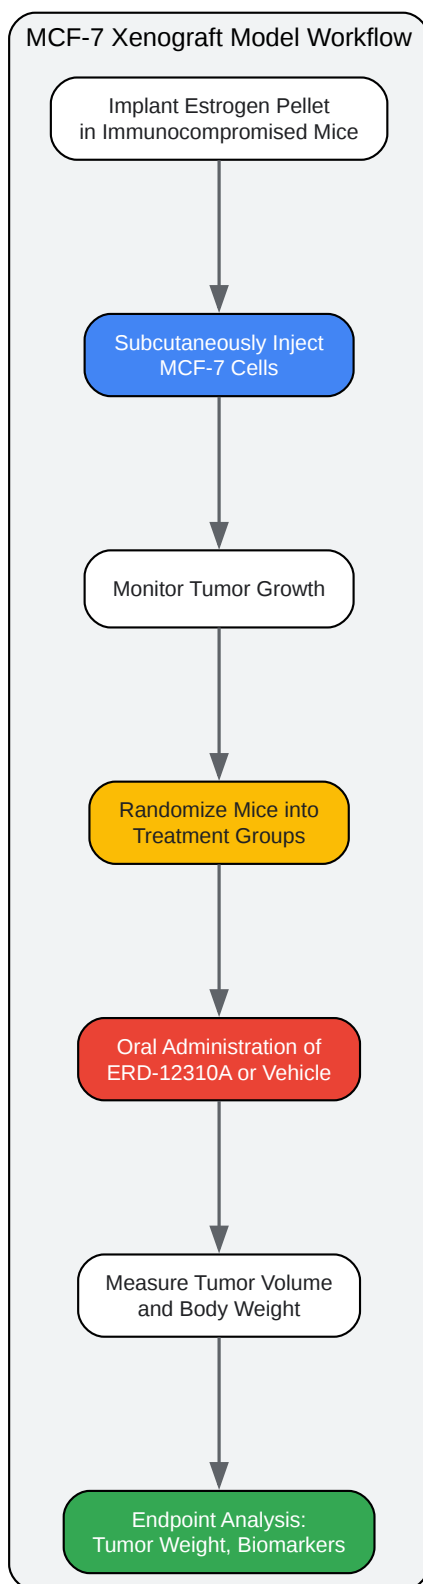 MCF-7 Xenograft Model Workflow
Implant Estrogen Pellet
in Immunocompromised Mice
Subcutaneously Inject
MCF-7 Cells
Monitor Tumor Growth
Randomize Mice into
Treatment Groups
Oral Administration of
ERD-12310A or Vehicle
Measure Tumor Volume
and Body Weight
Endpoint Analysis:
Tumor Weight, Biomarkers